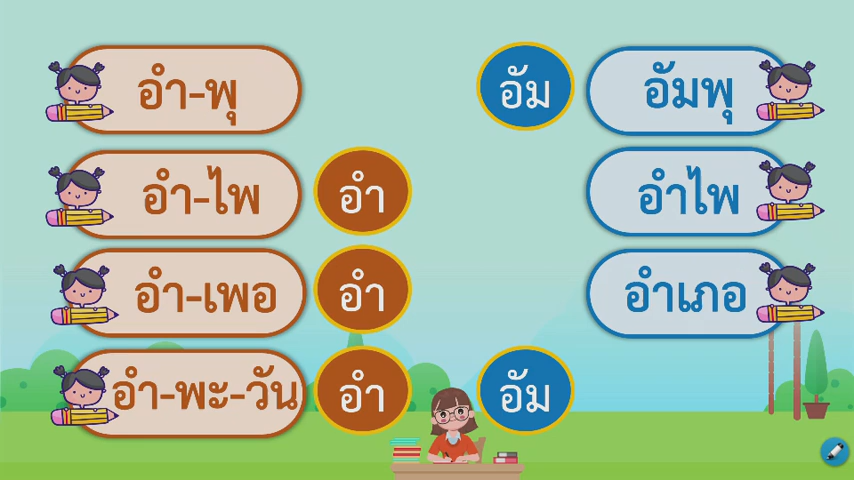 อำ-พุ อัม อัมพุ
อำ-ไพ อำ อำไพ
อำ-เพอ อำ อำเภอ
อำ-พะ-วัน อำ อัม